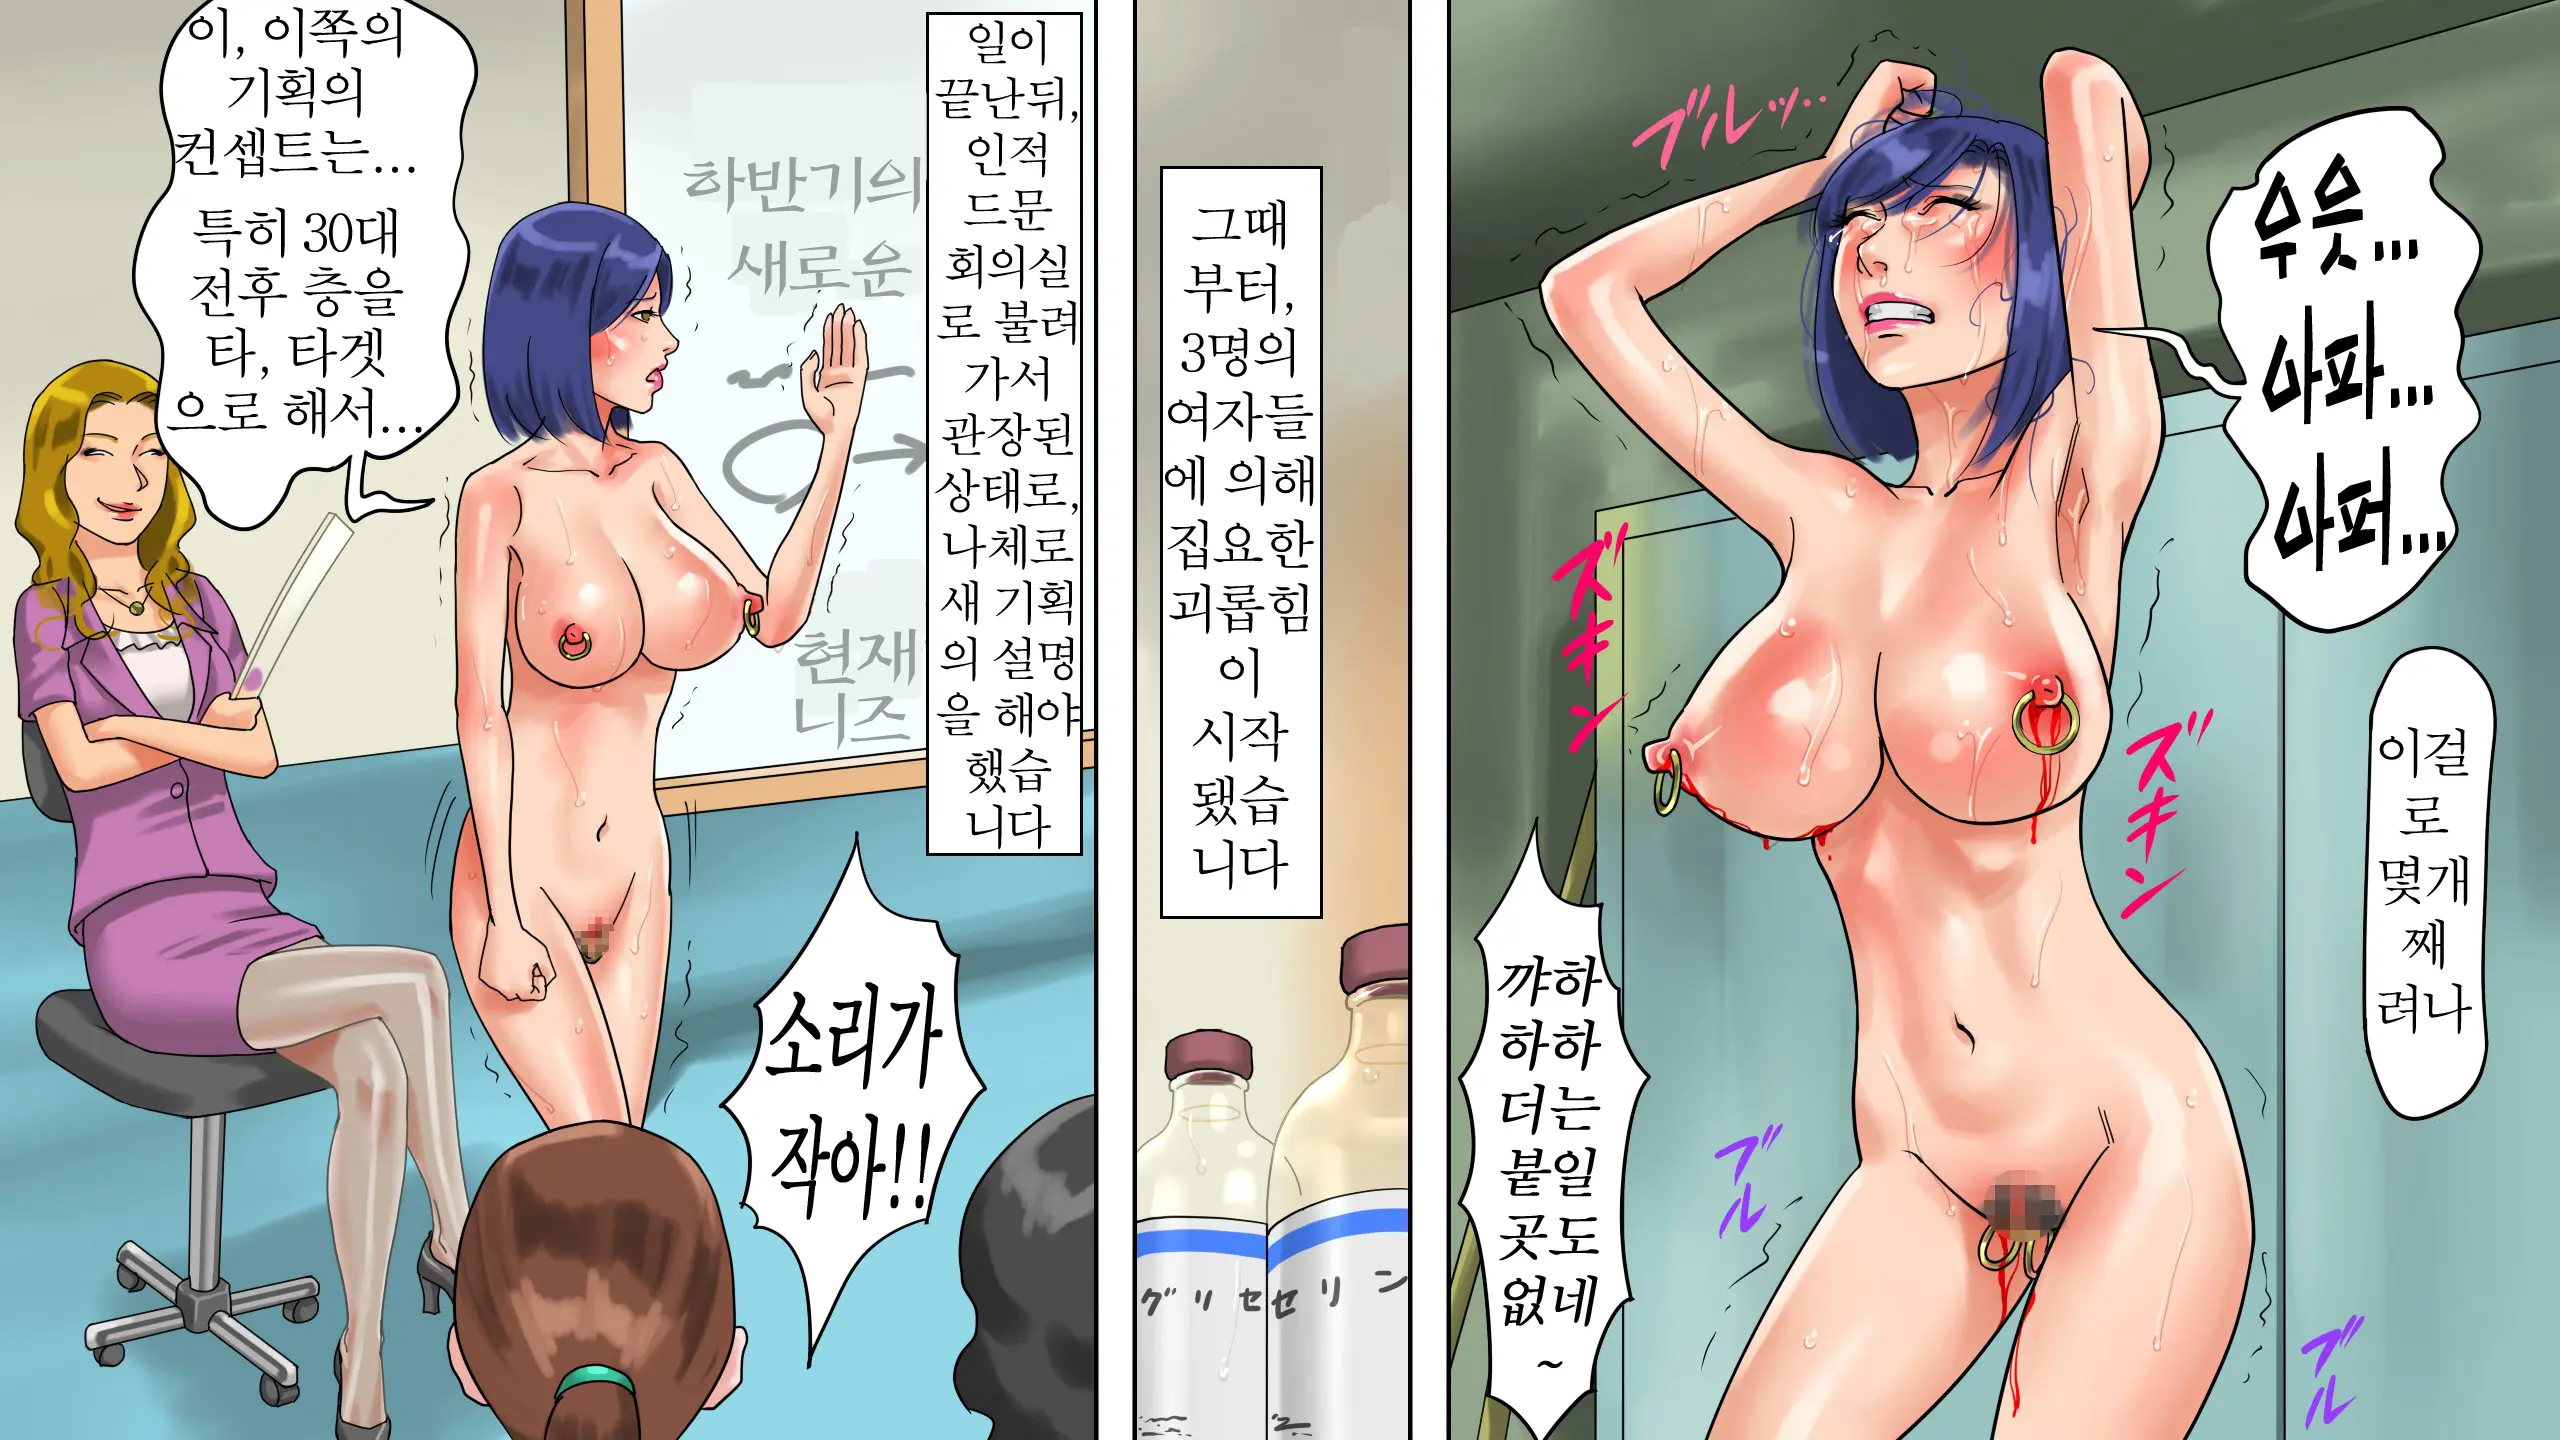 이, 이쪽의
기획의
컨셉트는...
특히 30대
전후 층을
타, 타겟
으로 해서...
하반기의
새로운
현재
니즈
일이
끝난뒤,
인적
드문
회의실
로 불려
가서
관장된
상태로,
나체로
새 기획
의 설명
을 해야
했습
니다
소리가
작아!!
그때
부터,
3명의
여자들
에 의해
집요한
괴롭힘
이
시작
됐습
니다
グリセ
セリン
ブルッ..
우읏...
아파...
아퍼...
ズキン
ズキン
이걸
로
몇개
째
려나
꺄하
하하
더는
붙일
곳도
없네
~
ブル
ブル